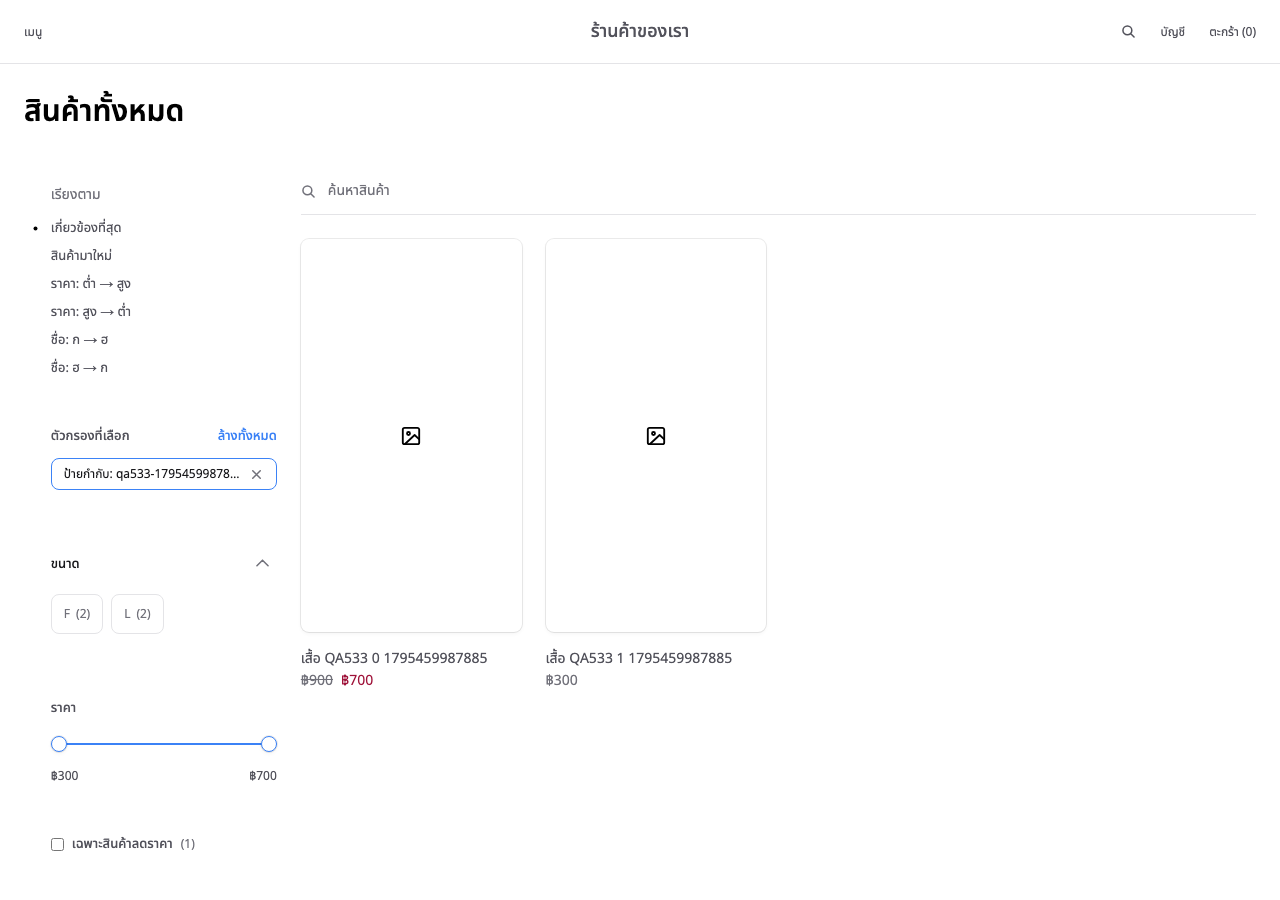 เมนู
ร้านค้าของเรา
บัญชี
ตะกร้า (0)
สินค้าทั้งหมด
เรียงตาม
เกี่ยวข้องที่สุด
สินค้ามาใหม่
ราคา: ต่ำ → สูง
ราคา: สูง → ต่ำ
ชื่อ: ก → ฮ
ชื่อ: ฮ → ก
ตัวกรองที่เลือก
ล้างทั้งหมด
ป้ายกำกับ: qa533-17954599878...
ขนาด
F (2)
L (2)
ราคา
฿300
฿700
เฉพาะสินค้าลดราคา (1)
ค้นหาสินค้า
เสื้อ QA533 0 1795459987885
฿900 ฿700
เสื้อ QA533 1 1795459987885
฿300